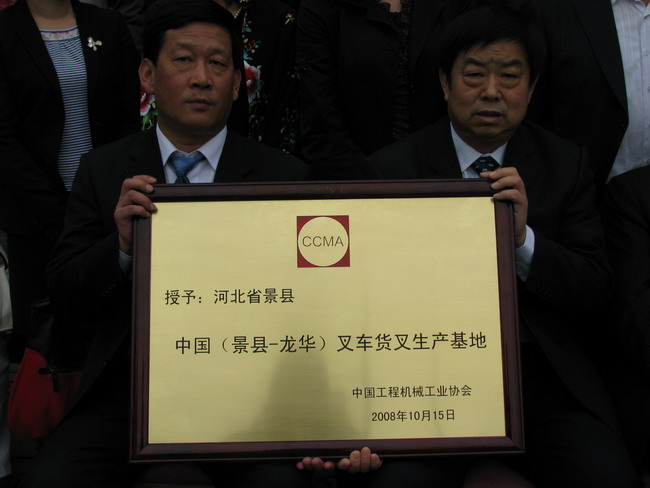 CCMA
授予：河北省景县
中国（景县-龙华）叉车货叉生产基地
中国工程机械工业协会
2008年10月15日